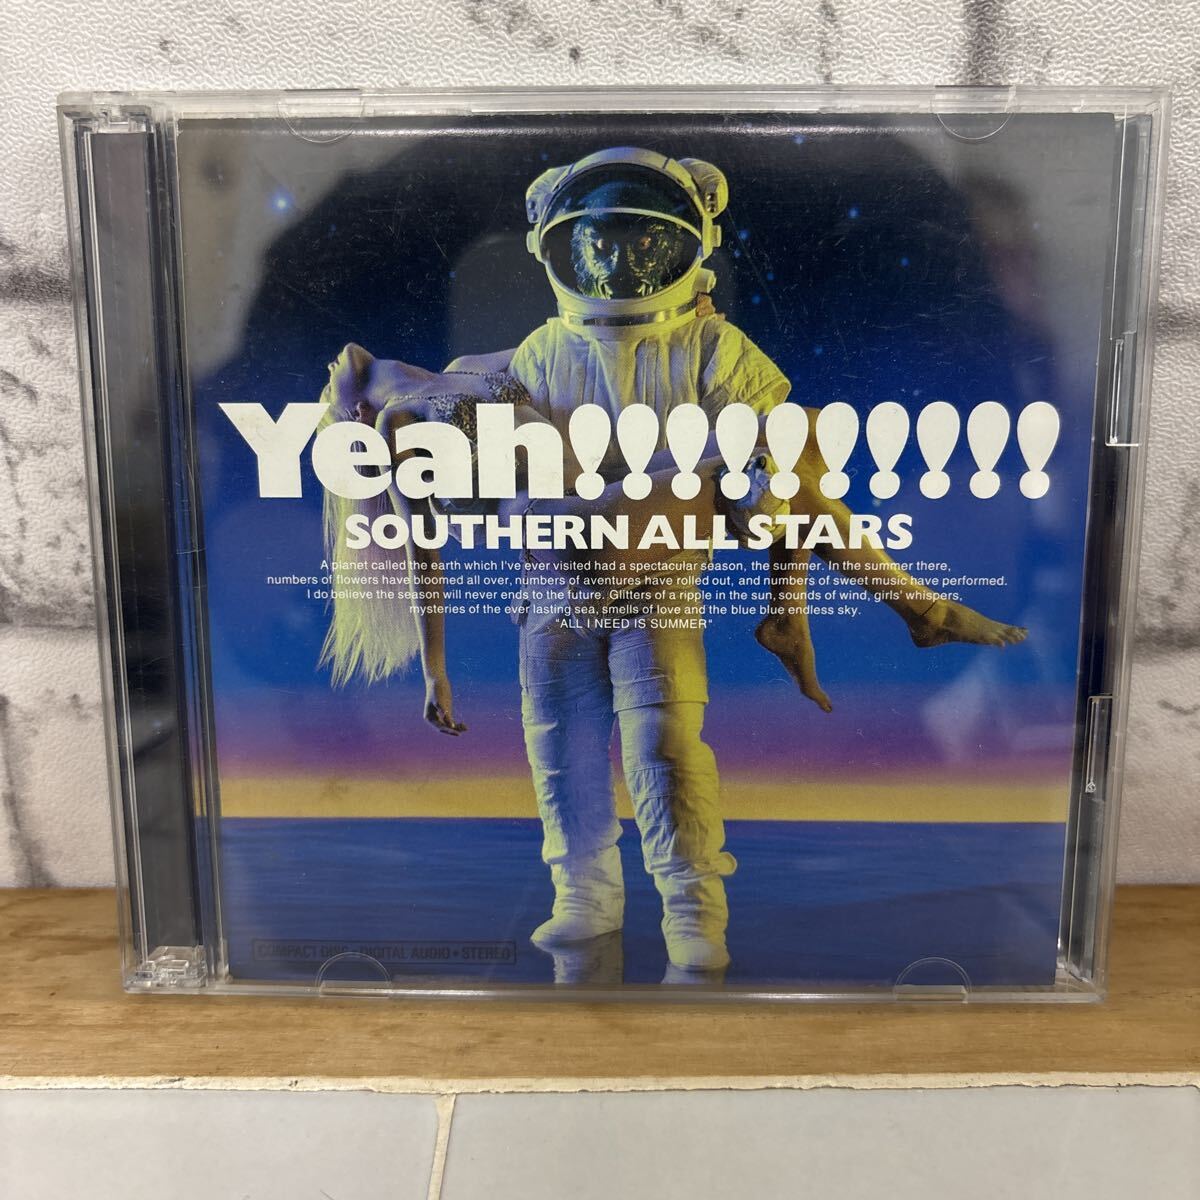 Yeah!!!!!!!!!!
SOUTHERN ALL STARS
A planet called the earth which I've ever visited had a spectacular season, the summer. In the summer there,
numbers of flowers have bloomed all over, numbers of aventures have rolled out, and numbers of sweet music have performed.
I do believe the season will never ends to the future. Glitters of a ripple in the sun, sounds of wind, girls' whispers,
mysteries of the ever lasting sea, smells of love and the blue blue endless sky.
"ALL I NEED IS SUMMER"
COMPACT DISC • DIGITAL AUDIO • STEREO